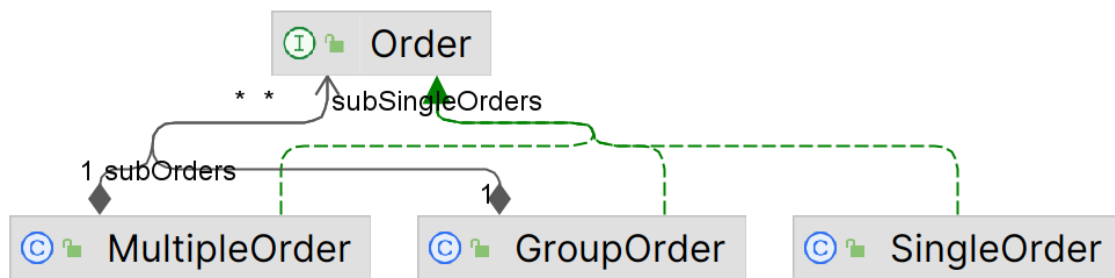 I Order
* * subSingleOrders
1 subOrders
1
C MultipleOrder C GroupOrder C SingleOrder